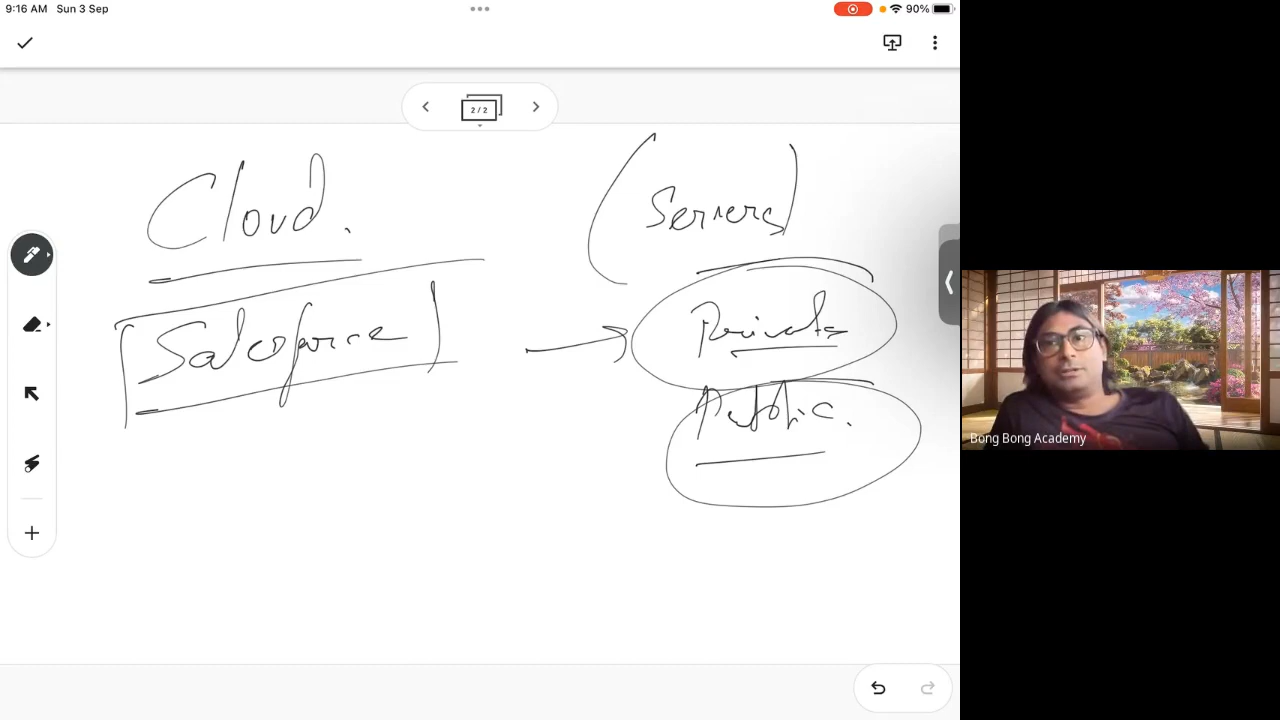 9:16 AM Sun 3 Sep
90%
2 / 2
Cloud.
(Servers)
Salesforce
Private
Public.
Bong Bong Academy